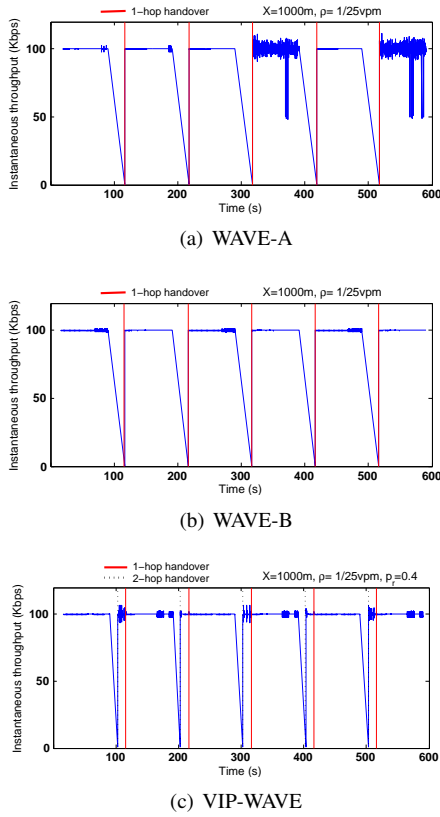 1−hop handover
X=1000m, ρ= 1/25vpm
Instantaneous throughput (Kbps)
100
50
0
100 200 300 400 500 600
Time (s)
(a) WAVE-A
1−hop handover
X=1000m, ρ= 1/25vpm
Instantaneous throughput (Kbps)
100
50
0
100 200 300 400 500 600
Time (s)
(b) WAVE-B
1−hop handover
2−hop handover
X=1000m, ρ= 1/25vpm, pr=0.4
Instantaneous throughput (Kbps)
100
50
0
100 200 300 400 500 600
Time (s)
(c) VIP-WAVE